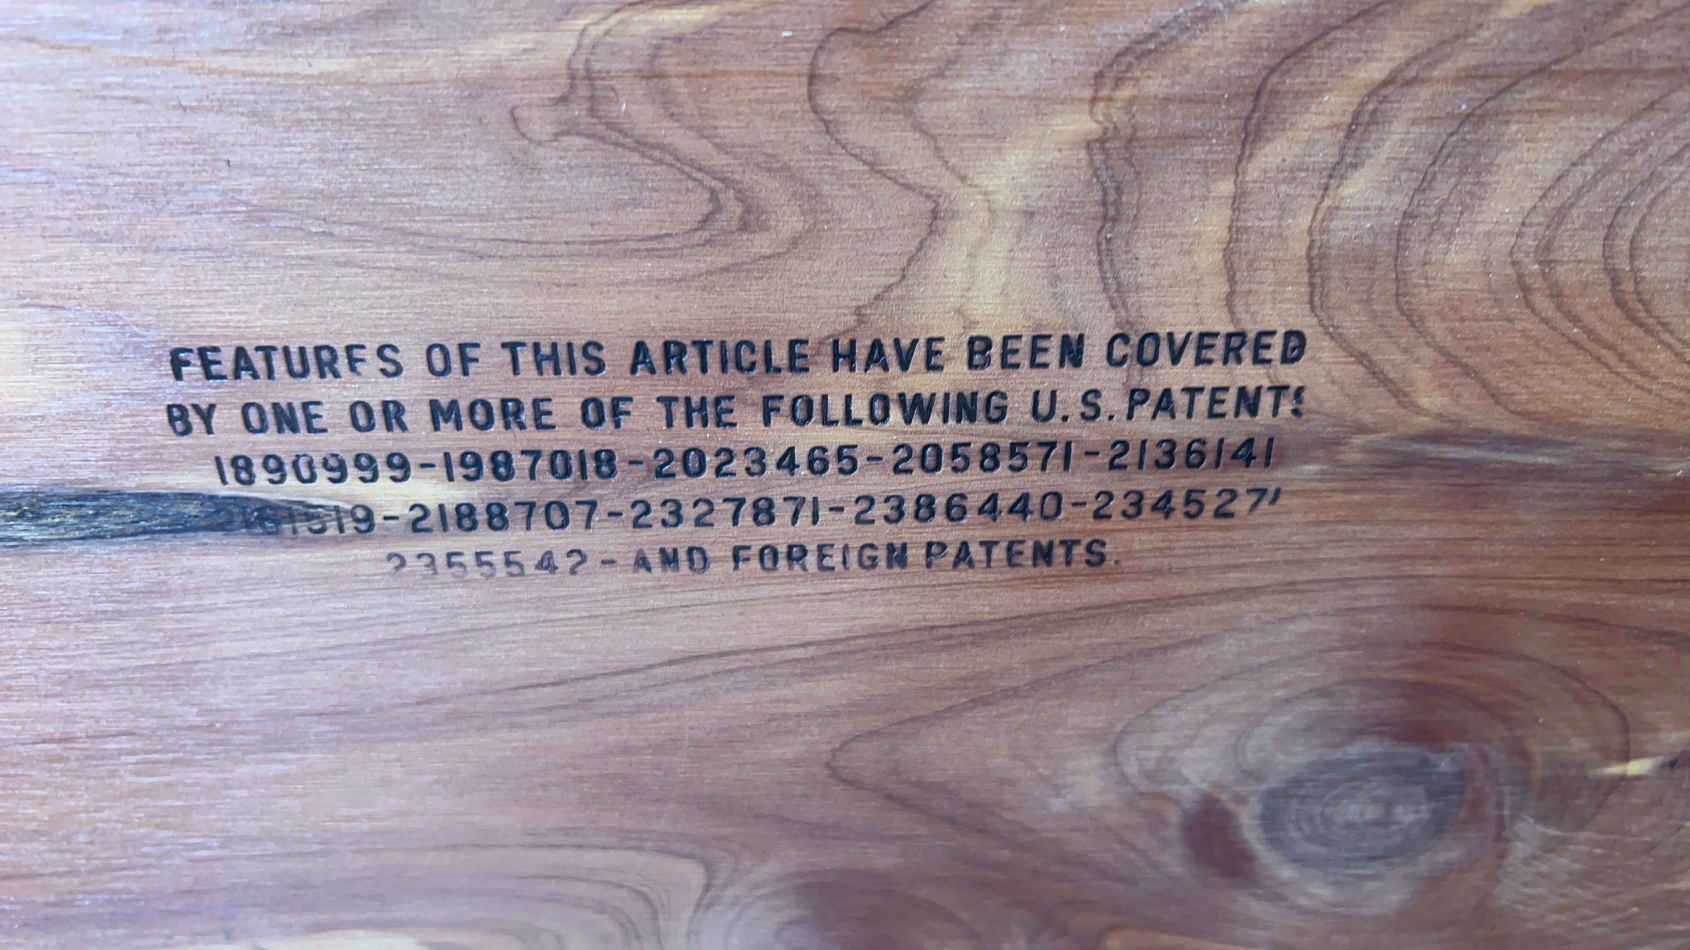 FEATURES OF THIS ARTICLE HAVE BEEN COVERED
BY ONE OR MORE OF THE FOLLOWING U.S. PATENTS
1890999-1987018-2023465-2058571-2136141
-2188707-2327871-2386440-
2355542-AND FOREIGN PATENTS.